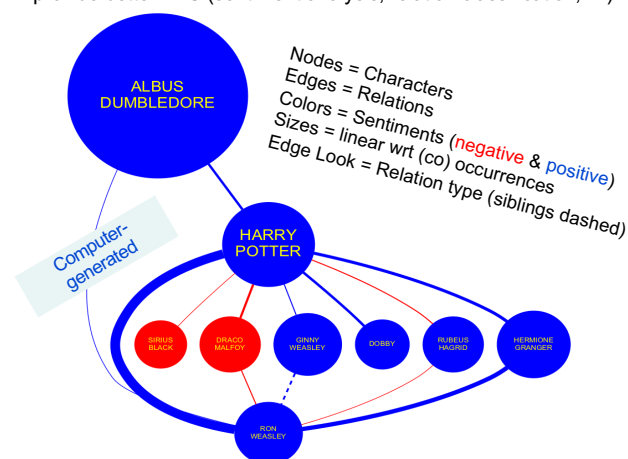 ALBUS
DUMBLEDORE
Nodes = Characters
Edges = Relations
Colors = Sentiments (negative & positive)
Sizes = linear wrt (co) occurrences
Edge Look = Relation type (siblings dashed)
Computer-
generated
HARRY
POTTER
SIRIUS
BLACK
DRACO
MALFOY
GINNY
WEASLEY
DOBBY
RUBEUS
HAGRID
HERMIONE
GRANGER
RON
WEASLEY